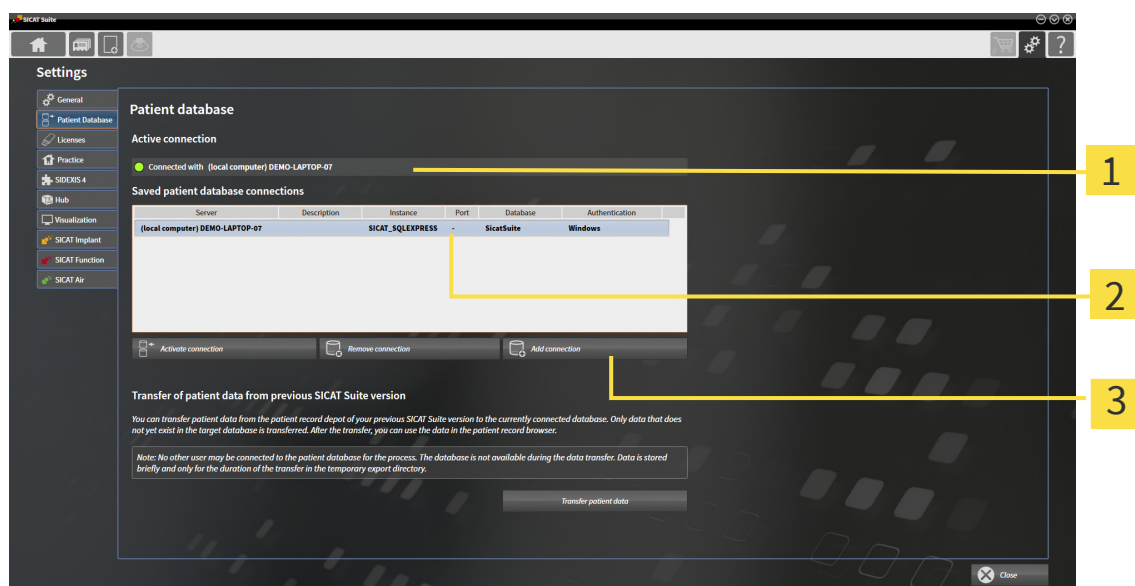 SICAT Suite
?
Settings
General
Patient Database
Licenses
Practice
SIDEXIS 4
Hub
Visualization
SICAT Implant
SICAT Function
SICAT Air
Patient database
Active connection
Connected with (local computer) DEMO-LAPTOP-07
Saved patient database connections
Server Description Instance Port Database Authentication
(local computer) DEMO-LAPTOP-07 SICAT_SQLEXPRESS - SicatSuite Windows
Activate connection Remove connection Add connection
Transfer of patient data from previous SICAT Suite version
You can transfer patient data from the patient record depot of your previous SICAT Suite version to the currently connected database. Only data that does
not yet exist in the target database is transferred. After the transfer, you can use the data in the patient record browser.
Note: No other user may be connected to the patient database for the process. The database is not available during the data transfer. Data is stored
briefly and only for the duration of the transfer in the temporary export directory.
Transfer patient data
Close
1
2
3